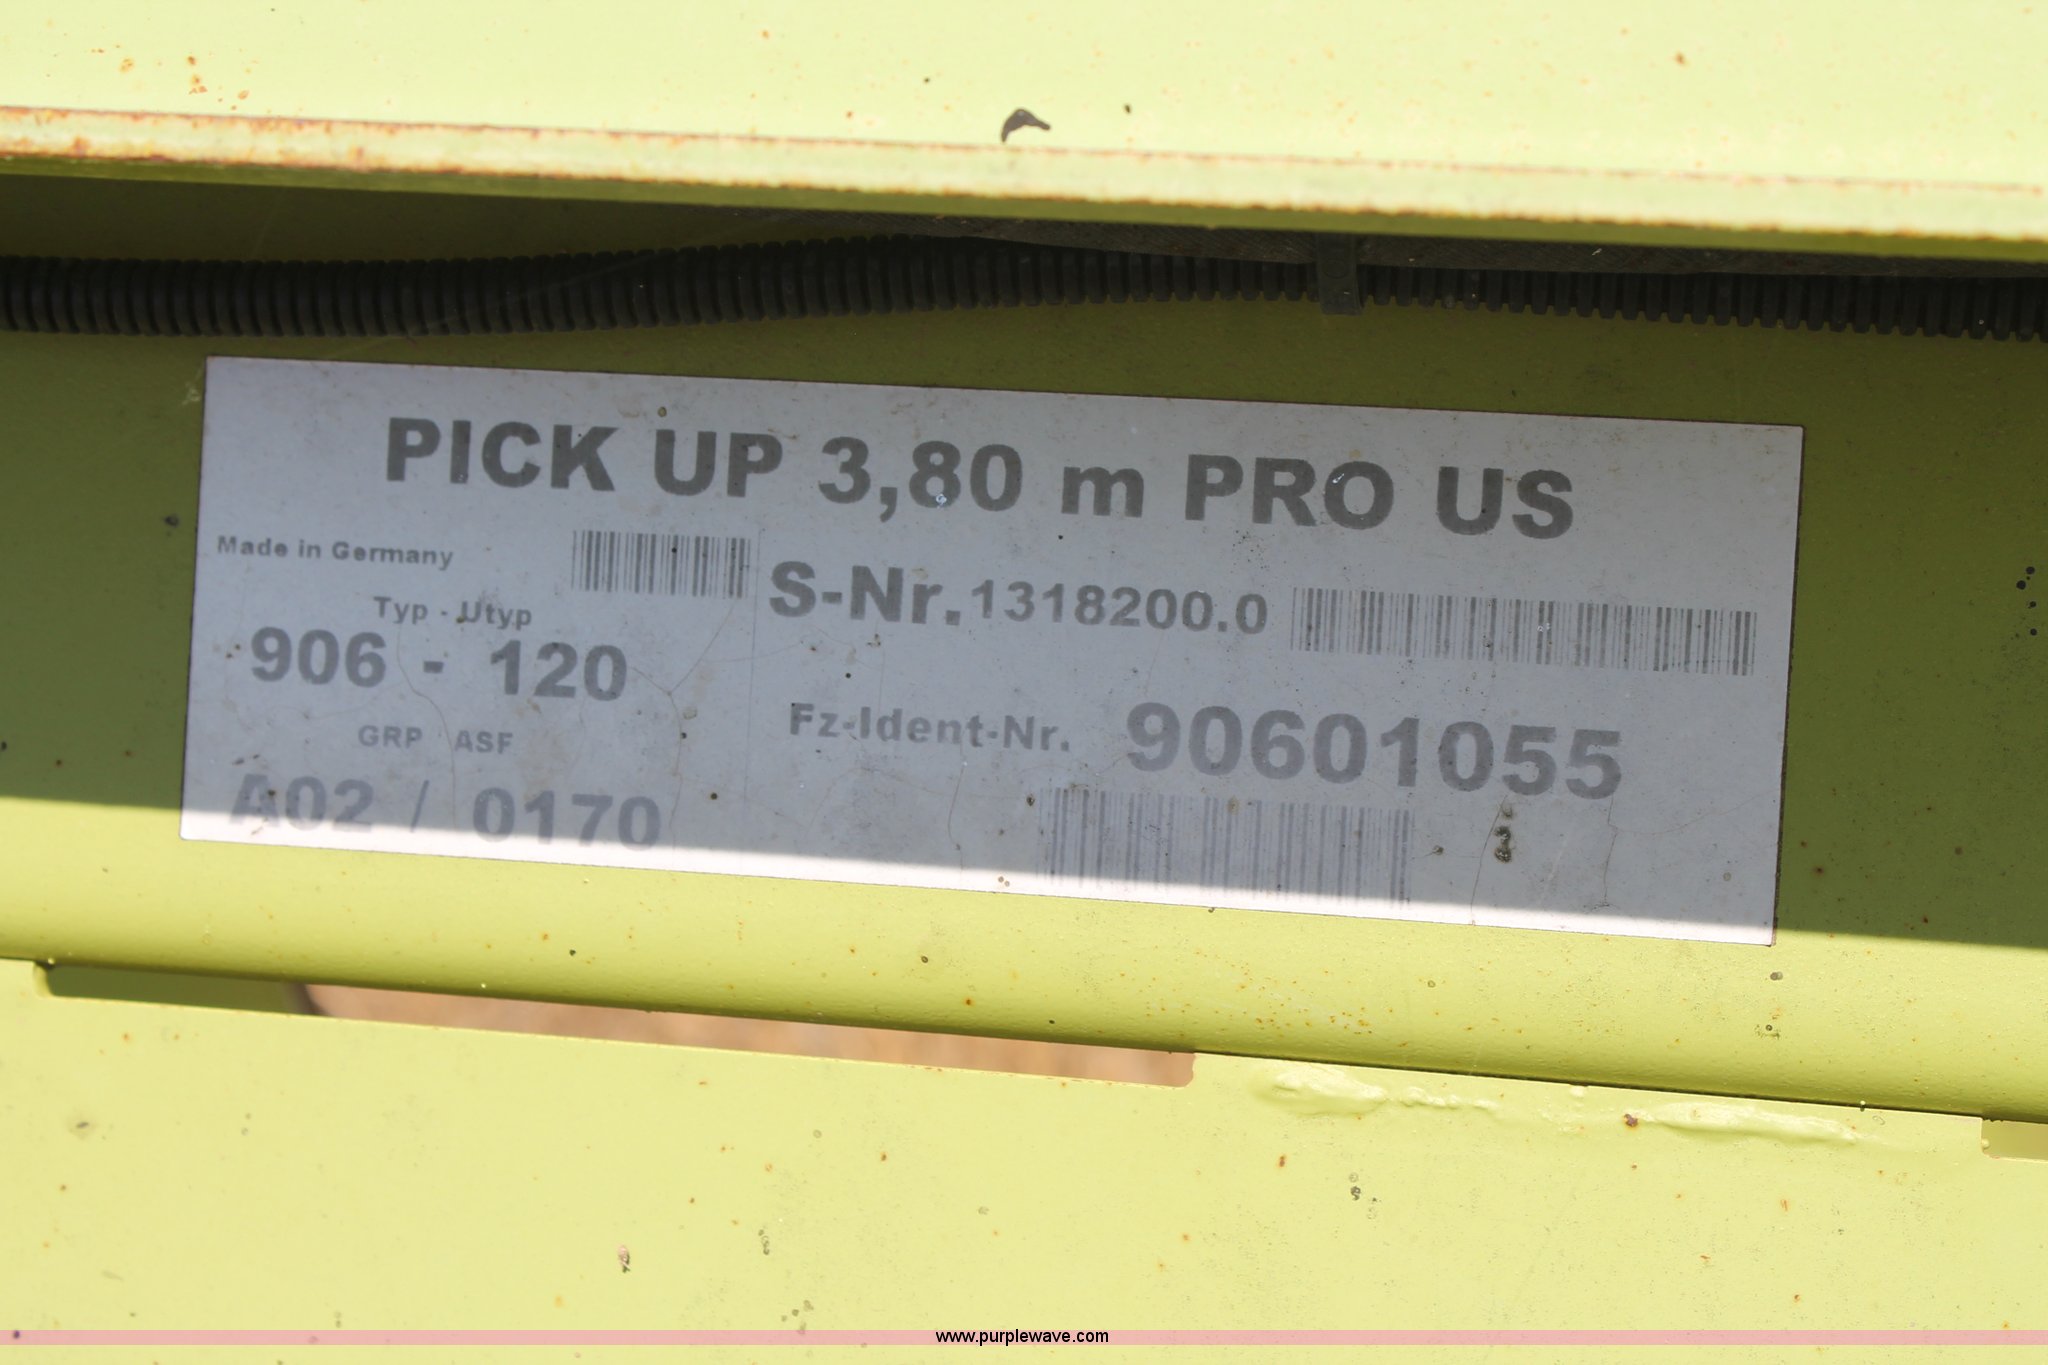 PICK UP 3,80 m PRO US
Made in Germany
Typ - Utyp
906 - 120
GRP ASF
A02 / 0170
S-Nr.1318200.0
Fz-Ident-Nr. 90601055
www.purplewave.com